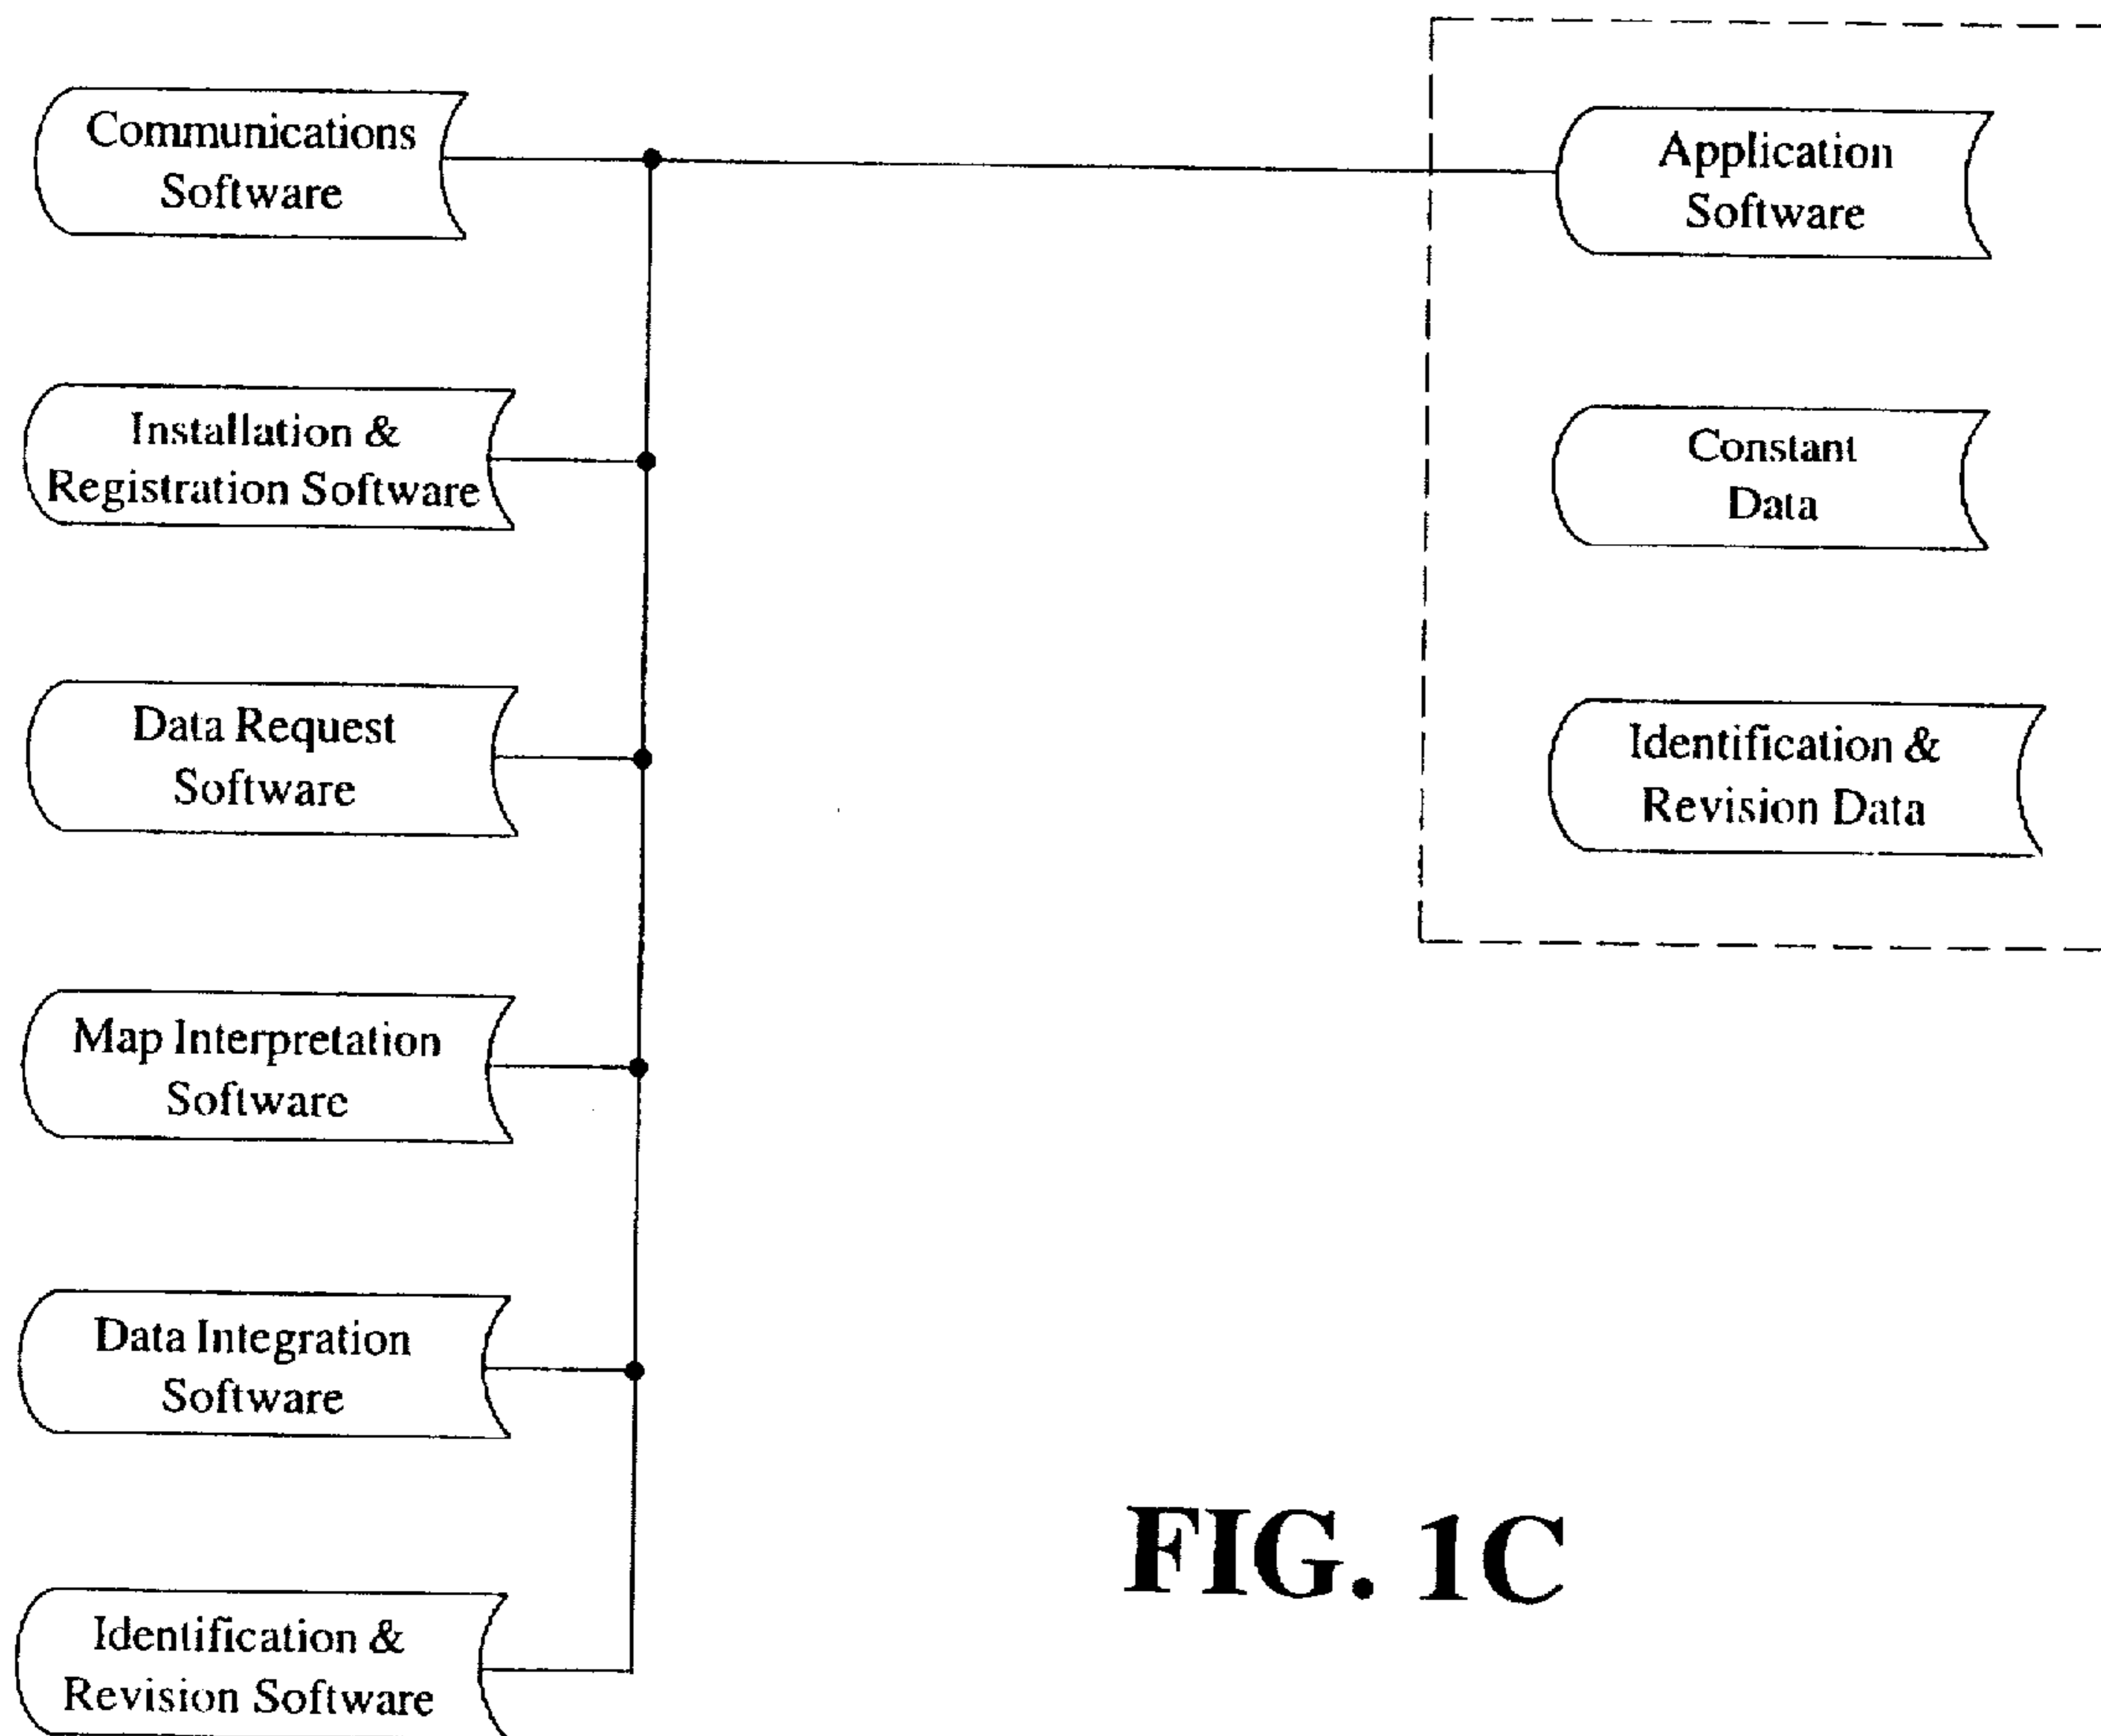 Communications
Software
Application
Software
Installation &
Registration Software
Constant
Data
Data Request
Software
Identification &
Revision Data
Map Interpretation
Software
Data Integration
Software
Identification &
Revision Software
FIG. 1C